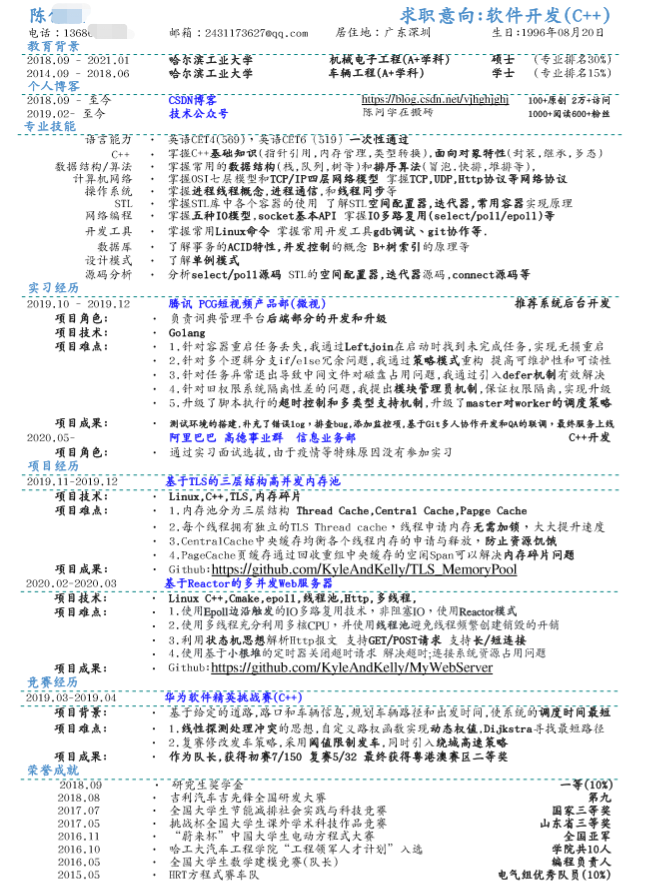 陈 求职意向:软件开发(C++)
电话:1368 邮箱:2431173627@qq.com 居住地:广东深圳 生日:1996年08月20日
教育背景
2018.09 - 2021.01 哈尔滨工业大学 机械电子工程(A+学科) 硕士 (专业排名30%)
2014.09 - 2018.06 哈尔滨工业大学 车辆工程(A+学科) 学士 (专业排名15%)
个人博客
2018.09 - 至今 CSDN博客 https://blog.csdn.net/vjhghjghj 100+原创 2万+访问
2019.02- 至今 技术公众号 陈同学在搬砖 1000+阅读600+粉丝
专业技能
语言能力 · 英语CET4(569),英语CET6 (519) 一次性通过
C++ · 掌握C++基础知识(指针引用,内存管理,类型转换),面向对象特性(封装,继承,多态)
数据结构/算法 · 掌握常用的数据结构(栈,队列,树等)和排序算法(冒泡,快排,堆排等).
计算机网络 · 掌握OSI七层模型和TCP/IP四层网络模型 掌握TCP,UDP,Http协议等网络协议
操作系统 · 掌握进程线程概念,进程通信,和线程同步等
STL · 掌握STL库中各个容器的使用 了解STL空间配置器,迭代器,常用容器实现原理
网络编程 · 掌握五种IO模型,socket基本API 掌握IO多路复用(select/poll/epoll)等
开发工具 · 掌握常用Linux命令 掌握常用开发工具gdb调试、git协作等.
数据库 · 了解事务的ACID特性,并发控制的概念 B+树索引的原理等
设计模式 · 了解单例模式
源码分析 · 分析select/poll源码 STL的空间配置器,迭代器源码,connect源码等
实习经历
2019.10 - 2019.12 腾讯 PCG短视频产品部(微视) 推荐系统后台开发
项目角色: · 负责词典管理平台后端部分的开发和升级
项目技术: · Golang
项目难点: · 1.针对容器重启任务丢失,我通过Leftjoin在启动时找到未完成任务,实现无损重启
· 2.针对多个逻辑分支if/else冗余问题,我通过策略模式重构 提高可维护性和可读性
· 3.针对任务异常退出导致中间文件对磁盘占用问题,我通过引入defer机制有效解决
· 4.针对旧权限系统隔离性差的问题,我提出模块管理员机制,保证权限隔离,实现升级
· 5.升级了脚本执行的超时控制和多类型支持机制,升级了master对worker的调度策略
项目成果: · 测试环境的搭建,补充了错误log,排查bug,添加监控项,基于Git多人协作开发和QA的联调,最终服务上线
2020.05- 阿里巴巴 高德事业群 信息业务部 C++开发
项目角色: · 通过实习面试选拔,由于疫情等特殊原因没有参加实习
项目经历
2019.11-2019.12 基于TLS的三层结构高并发内存池
项目技术: · Linux,C++,TLS,内存碎片
项目难点: · 1.内存池分为三层结构 Thread Cache,Central Cache,Papge Cache
· 2.每个线程拥有独立的TLS Thread cache,线程申请内存无需加锁,大大提升速度
· 3.CentralCache中央缓存均衡各个线程内存的申请与释放,防止资源饥饿
· 4.PageCache页缓存通过回收重组中央缓存的空闲Span可以解决内存碎片问题
项目成果: · Github:https://github.com/KyleAndKelly/TLS_MemoryPool
2020.02-2020.03 基于Reactor的多并发Web服务器
项目技术: · Linux C++,Cmake,epoll,线程池,Http,多线程,
项目难点: · 1.使用Epoll边沿触发的IO多路复用技术,非阻塞IO,使用Reactor模式
· 2.使用多线程充分利用多核CPU,并使用线程池避免线程频繁创建销毁的开销
· 3.利用状态机思想解析Http报文 支持GET/POST请求 支持长/短连接
· 4.使用基于小根堆的定时器关闭超时请求 解决超时;连接系统资源占用问题
项目成果: · Github:https://github.com/KyleAndKelly/MyWebServer
竞赛经历
2019.03-2019.04 华为软件精英挑战赛(C++)
项目背景: · 基于给定的道路,路口和车辆信息,规划车辆路径和出发时间,使系统的调度时间最短
项目难点: · 1.线性探测处理冲突的思想,自定义路权函数实现动态权值,Dijkstra寻找最短路径
· 2.复赛修改发车策略,采用阈值限制发车,同时引入绕城高速策略
项目成果: · 作为队长,获得初赛7/150 复赛5/32 最终获得粤港澳赛区二等奖
荣誉成就
2018.09 · 研究生奖学金 一等(10%)
2018.08 · 吉利汽车吉先锋全国研发大赛 第九
2017.07 · 全国大学生节能减排社会实践与科技竞赛 国家三等奖
2017.05 · 挑战杯全国大学生课外学术科技作品竞赛 山东省三等奖
2016.11 · “蔚来杯”中国大学生电动方程式大赛 全国亚军
2016.10 · 哈工大汽车工程学院“工程领军人才计划”入选 学院共10人
2016.05 · 全国大学生数学建模竞赛(队长) 编程负责人
2015.05 · HRT方程式赛车队 电气组优秀队员(10%)